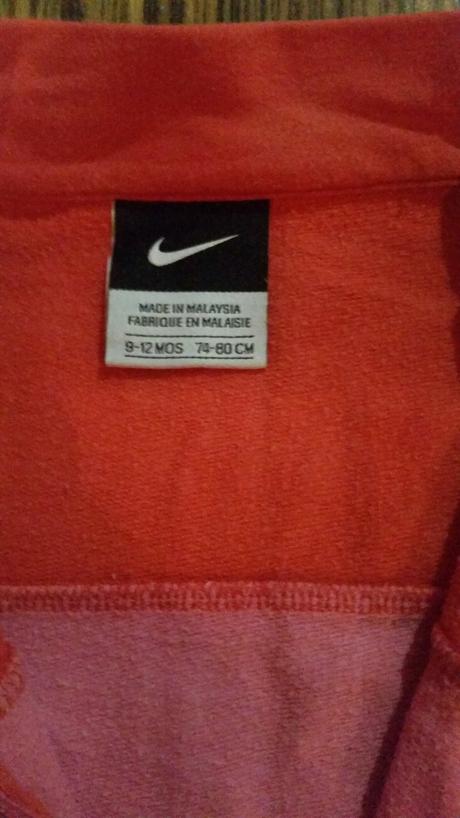 MADE IN MALAYSIA
FABRIQUE EN MALAISIE
9-12 MOS 74-80 CM